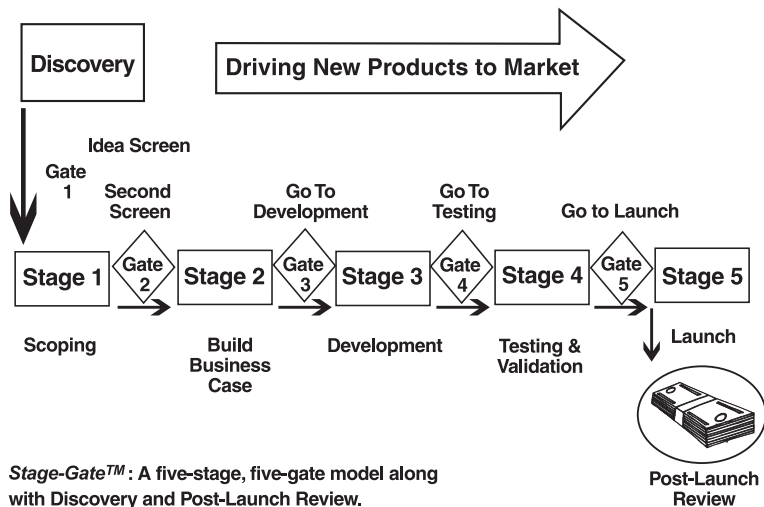 Discovery
Driving New Products to Market
Idea Screen
Gate
1
Second
Screen
Go To
Development
Go To
Testing
Go to Launch
Stage 1
Gate
2
Stage 2
Gate
3
Stage 3
Gate
4
Stage 4
Gate
5
Stage 5
Scoping
Build
Business
Case
Development
Testing &
Validation
Launch
Post-Launch
Review
Stage-Gate™ : A five-stage, five-gate model along
with Discovery and Post-Launch Review.